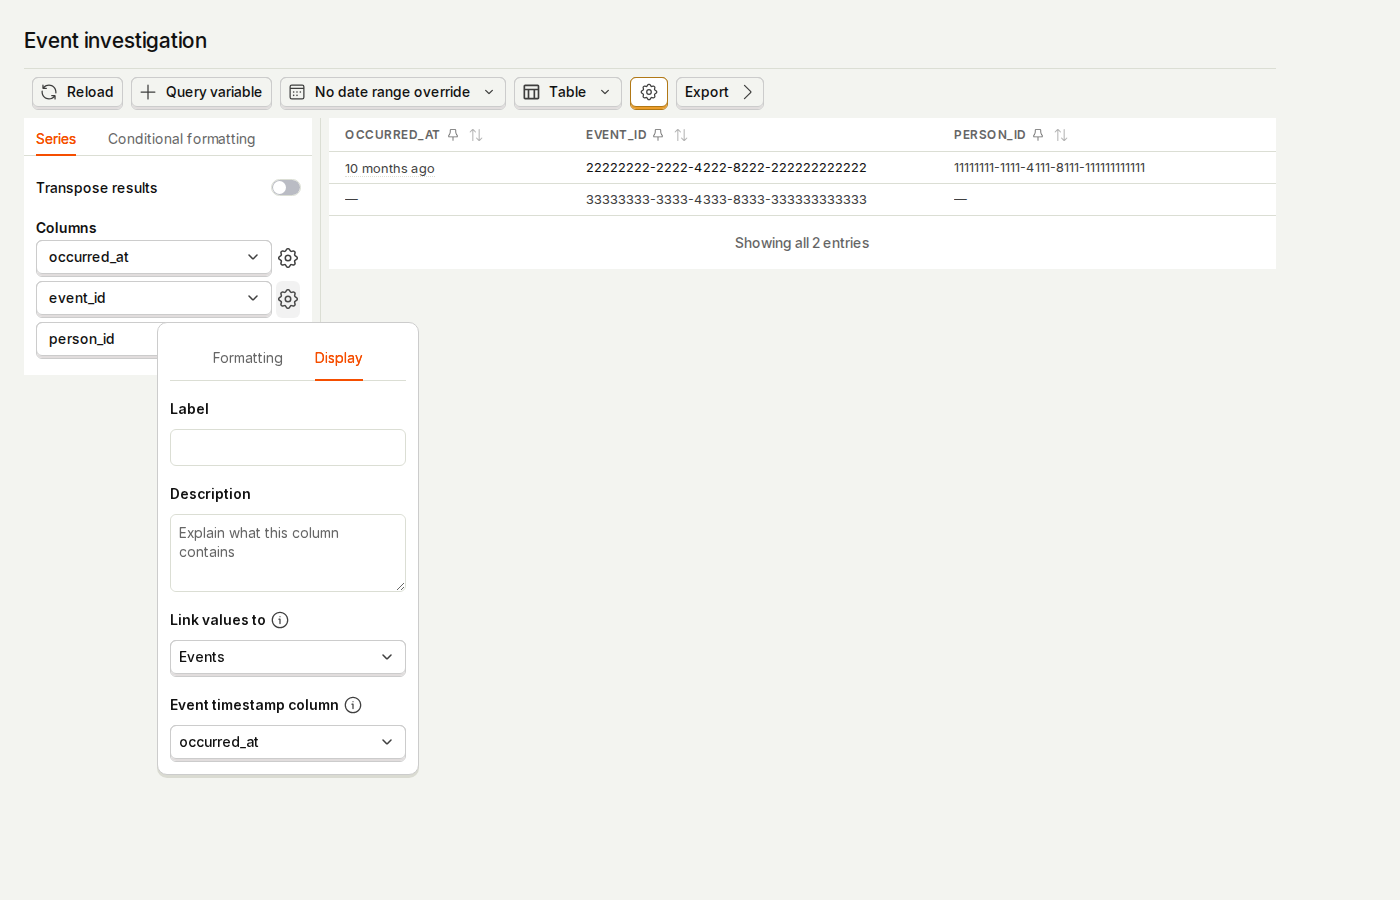 Event investigation
Reload
Query variable
No date range override
Table
Export
Series
Conditional formatting
Transpose results
Columns
occurred_at
event_id
person_id
OCCURRED_AT
EVENT_ID
PERSON_ID
10 months ago
22222222-2222-4222-8222-222222222222
11111111-1111-4111-8111-111111111111
—
33333333-3333-4333-8333-333333333333
—
Showing all 2 entries
Formatting
Display
Label
Description
Explain what this column
contains
Link values to
Events
Event timestamp column
occurred_at